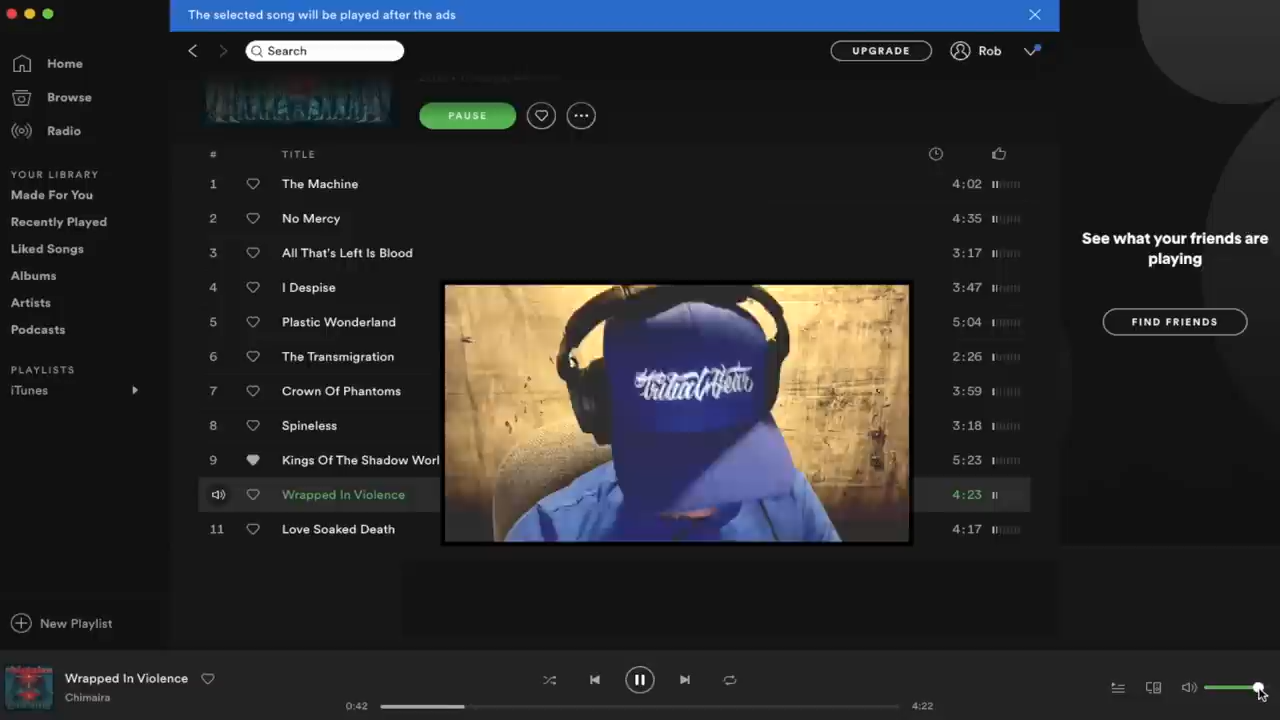 The selected song will be played after the ads
Search
UPGRADE
Rob
Home
Browse
Radio
YOUR LIBRARY
Made For You
Recently Played
Liked Songs
Albums
Artists
Podcasts
PLAYLISTS
iTunes
New Playlist
PAUSE
# TITLE
1 The Machine 4:02
2 No Mercy 4:35
3 All That's Left Is Blood 3:17
4 I Despise 3:47
5 Plastic Wonderland 5:04
6 The Transmigration 2:26
7 Crown Of Phantoms 3:59
8 Spineless 3:18
9 Kings Of The Shadow Worl 5:23
Wrapped In Violence 4:23
11 Love Soaked Death 4:17
See what your friends are
playing
FIND FRIENDS
Wrapped In Violence
Chimaira
0:42
4:22